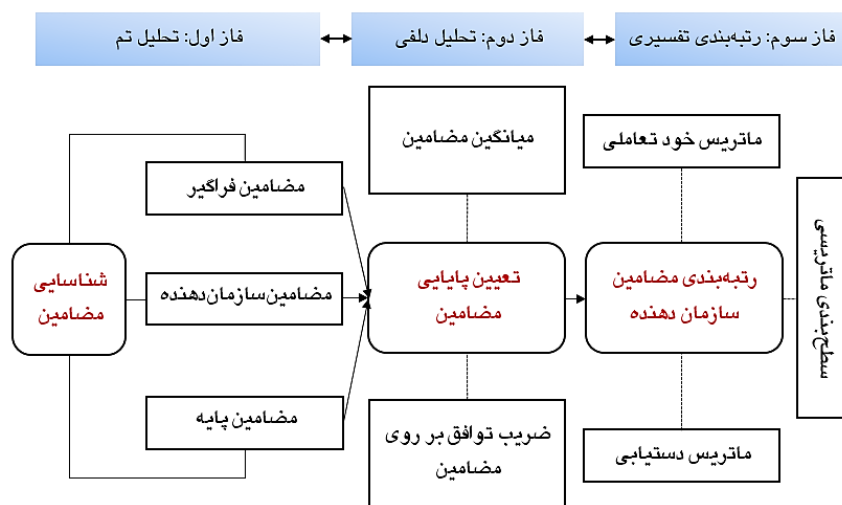 فاز اول: تحلیل تم
فاز دوم: تحلیل دلفی
فاز سوم: رتبه‌بندی تفسیری
شناسایی
مضامین
مضامین فراگیر
مضامین سازمان‌دهنده
مضامین پایه
میانگین مضامین
تعیین پایایی
مضامین
ضریب توافق بر روی
مضامین
ماتریس خود تعاملی
رتبه‌بندی مضامین
سازمان دهنده
ماتریس دستیابی
سطح‌بندی ماتریسی